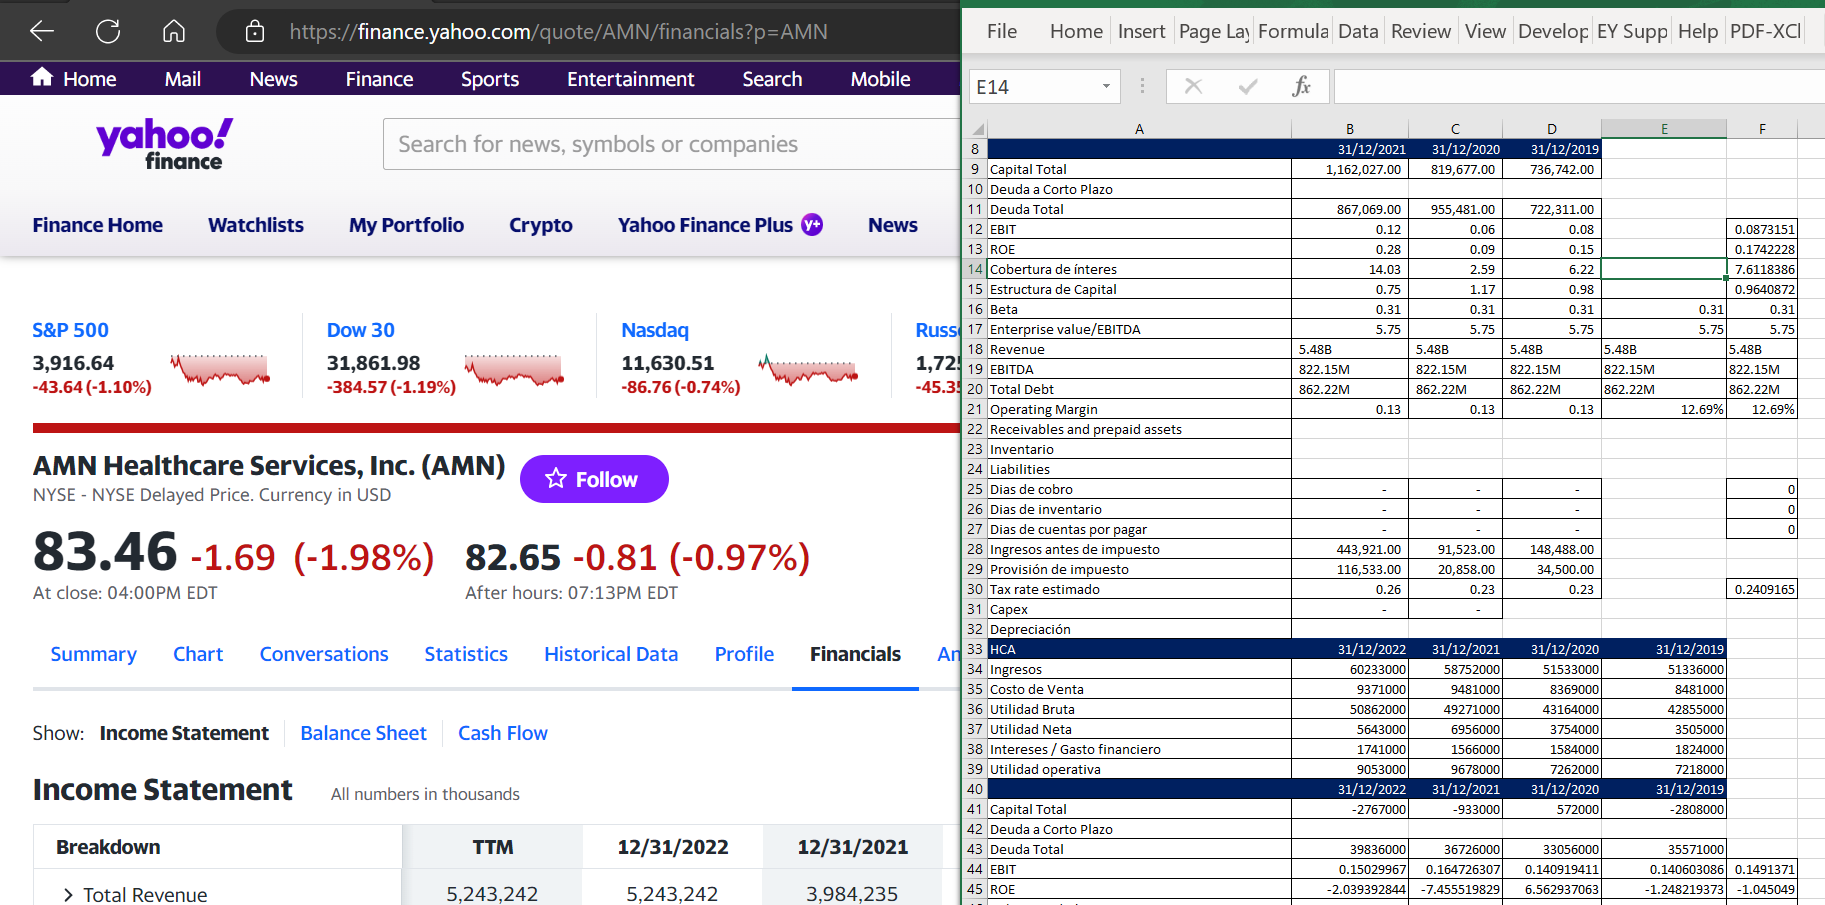 https://finance.yahoo.com/quote/AMN/financials?p=AMN
Home Mail News Finance Sports Entertainment Search Mobile
yahoo!
finance
Search for news, symbols or companies
Finance Home Watchlists My Portfolio Crypto Yahoo Finance Plus y+ News
S&P 500 Dow 30 Nasdaq Russ
3,916.64 31,861.98 11,630.51 1,725
-43.64 (-1.10%) -384.57 (-1.19%) -86.76 (-0.74%) -45.35
AMN Healthcare Services, Inc. (AMN) Follow
NYSE - NYSE Delayed Price. Currency in USD
83.46 -1.69 (-1.98%) 82.65 -0.81 (-0.97%)
At close: 04:00PM EDT After hours: 07:13PM EDT
Summary Chart Conversations Statistics Historical Data Profile Financials An
Show: Income Statement Balance Sheet Cash Flow
Income Statement All numbers in thousands
Breakdown TTM 12/31/2022 12/31/2021
> Total Revenue 5,243,242 5,243,242 3,984,235
File Home Insert Page Lay Formula Data Review View Develop EY Supp Help PDF-XCl
E14 fx
A B C D E F
8 31/12/2021 31/12/2020 31/12/2019
9 Capital Total 1,162,027.00 819,677.00 736,742.00
10 Deuda a Corto Plazo
11 Deuda Total 867,069.00 955,481.00 722,311.00
12 EBIT 0.12 0.06 0.08 0.0873151
13 ROE 0.28 0.09 0.15 0.1742228
14 Cobertura de ínteres 14.03 2.59 6.22 7.6118386
15 Estructura de Capital 0.75 1.17 0.98 0.9640872
16 Beta 0.31 0.31 0.31 0.31 0.31
17 Enterprise value/EBITDA 5.75 5.75 5.75 5.75 5.75
18 Revenue 5.48B 5.48B 5.48B 5.48B 5.48B
19 EBITDA 822.15M 822.15M 822.15M 822.15M 822.15M
20 Total Debt 862.22M 862.22M 862.22M 862.22M 862.22M
21 Operating Margin 0.13 0.13 0.13 12.69% 12.69%
22 Receivables and prepaid assets
23 Inventario
24 Liabilities
25 Dias de cobro - - - 0
26 Dias de inventario - - - 0
27 Dias de cuentas por pagar - - - 0
28 Ingresos antes de impuesto 443,921.00 91,523.00 148,488.00
29 Provisión de impuesto 116,533.00 20,858.00 34,500.00
30 Tax rate estimado 0.26 0.23 0.23 0.2409165
31 Capex - -
32 Depreciación
33 HCA 31/12/2022 31/12/2021 31/12/2020 31/12/2019
34 Ingresos 60233000 58752000 51533000 51336000
35 Costo de Venta 9371000 9481000 8369000 8481000
36 Utilidad Bruta 50862000 49271000 43164000 42855000
37 Utilidad Neta 5643000 6956000 3754000 3505000
38 Intereses / Gasto financiero 1741000 1566000 1584000 1824000
39 Utilidad operativa 9053000 9678000 7262000 7218000
40 31/12/2022 31/12/2021 31/12/2020 31/12/2019
41 Capital Total -2767000 -933000 572000 -2808000
42 Deuda a Corto Plazo
43 Deuda Total 39836000 36726000 33056000 35571000
44 EBIT 0.15029967 0.164726307 0.140919411 0.140603086 0.1491371
45 ROE -2.039392844 -7.455519829 6.562937063 -1.248219373 -1.045049